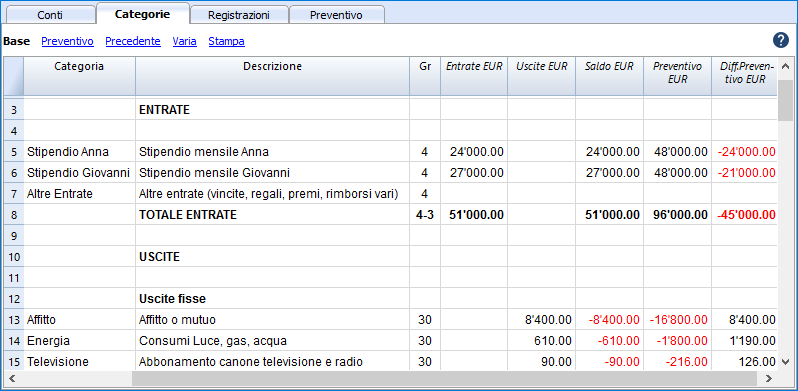 Conti Categorie Registrazioni Preventivo
Base Preventivo Precedente Varia Stampa ?
Categoria Descrizione Gr Entrate EUR Uscite EUR Saldo EUR Preventivo EUR Diff.Preven-tivo EUR
3 ENTRATE
4
5 Stipendio Anna Stipendio mensile Anna 4 24'000.00 24'000.00 48'000.00 -24'000.00
6 Stipendio Giovanni Stipendio mensile Giovanni 4 27'000.00 27'000.00 48'000.00 -21'000.00
7 Altre Entrate Altre entrate (vincite, regali, premi, rimborsi vari) 4
8 TOTALE ENTRATE 4-3 51'000.00 51'000.00 96'000.00 -45'000.00
9
10 USCITE
11
12 Uscite fisse
13 Affitto Affitto o mutuo 30 8'400.00 -8'400.00 -16'800.00 8'400.00
14 Energia Consumi Luce, gas, acqua 30 610.00 -610.00 -1'800.00 1'190.00
15 Televisione Abbonamento canone televisione e radio 30 90.00 -90.00 -216.00 126.00